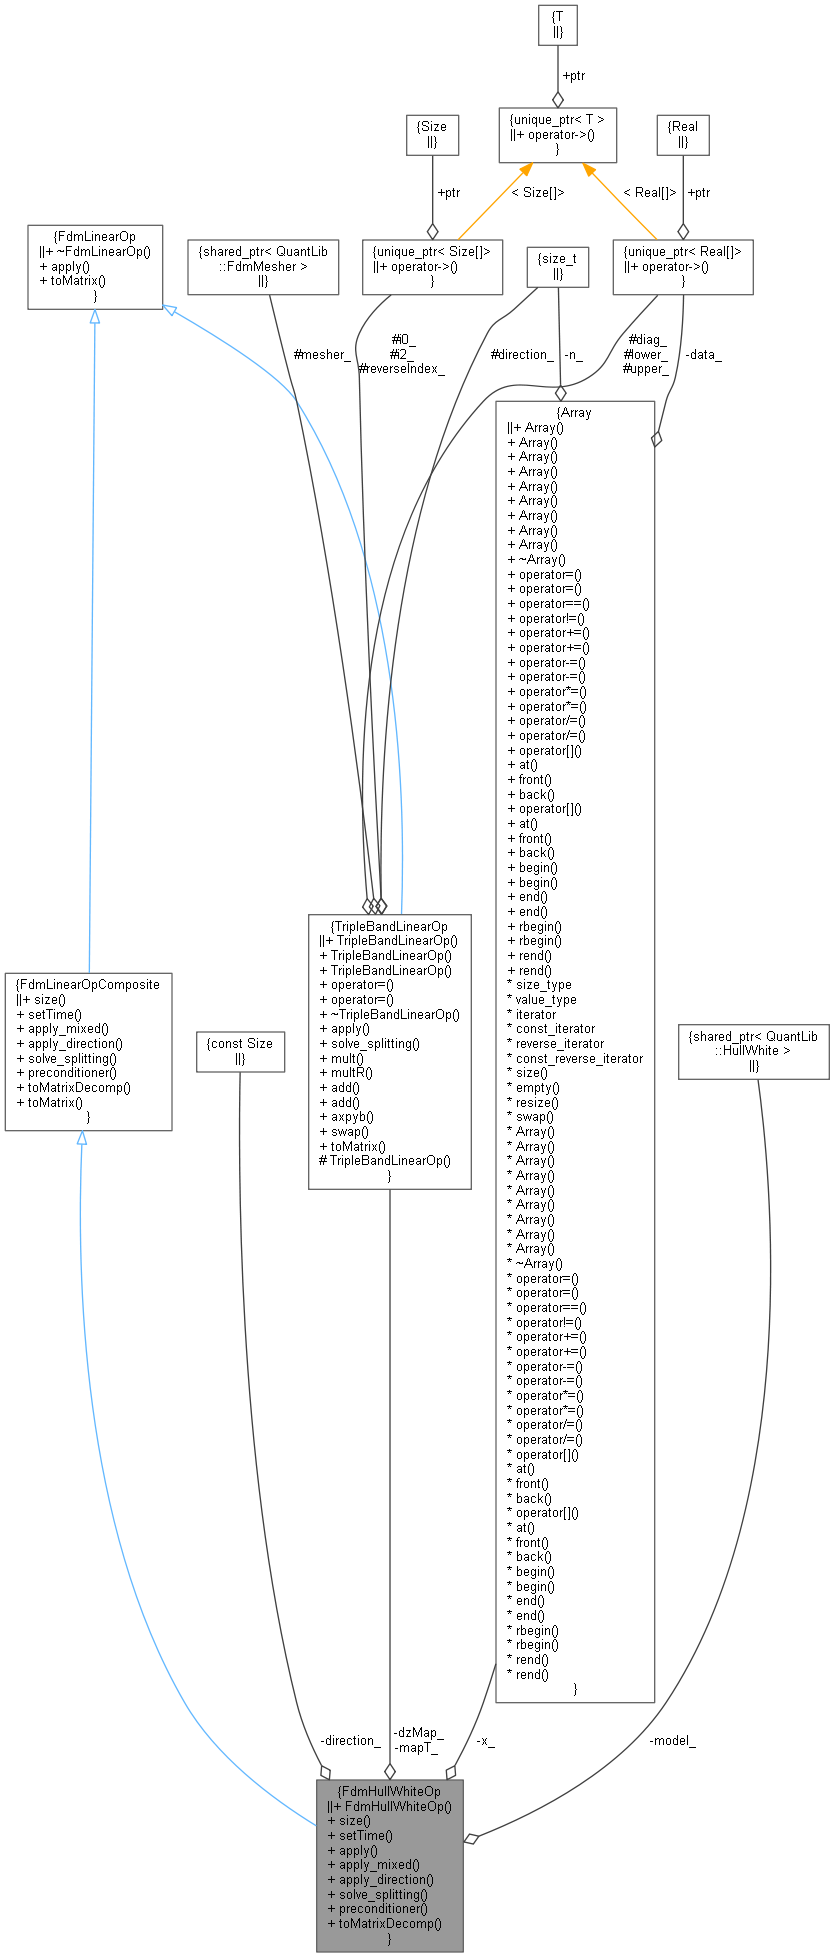 {T
||}
+ptr
{unique_ptr< T >
||+ operator->()
}
{Size
||}
{Real
||}
+ptr
< Size[]>
< Real[]>
+ptr
{FdmLinearOp
||+ ~FdmLinearOp()
+ apply()
+ toMatrix()
}
{shared_ptr< QuantLib
::FdmMesher >
||}
{unique_ptr< Size[]>
||+ operator->()
}
{size_t
||}
{unique_ptr< Real[]>
||+ operator->()
}
#mesher_
#i0_
#i2_
#reverseIndex_
#direction_
-n_
#diag_
#lower_
#upper_
-data_
{Array
||+ Array()
+ Array()
+ Array()
+ Array()
+ Array()
+ Array()
+ Array()
+ Array()
+ Array()
+ ~Array()
+ operator=()
+ operator=()
+ operator==()
+ operator!=()
+ operator+=()
+ operator+=()
+ operator-=()
+ operator-=()
+ operator*=()
+ operator*=()
+ operator/=()
+ operator/=()
+ operator[]()
+ at()
+ front()
+ back()
+ operator[]()
+ at()
+ front()
+ back()
+ begin()
+ begin()
+ end()
+ end()
+ rbegin()
+ rbegin()
+ rend()
+ rend()
* size_type
* value_type
* iterator
* const_iterator
* reverse_iterator
* const_reverse_iterator
* size()
* empty()
* resize()
* swap()
* Array()
* Array()
* Array()
* Array()
* Array()
* Array()
* Array()
* Array()
* Array()
* ~Array()
* operator=()
* operator=()
* operator==()
* operator!=()
* operator+=()
* operator+=()
* operator-=()
* operator-=()
* operator*=()
* operator*=()
* operator/=()
* operator/=()
* operator[]()
* at()
* front()
* back()
* operator[]()
* at()
* front()
* back()
* begin()
* begin()
* end()
* end()
* rbegin()
* rbegin()
* rend()
* rend()
}
{TripleBandLinearOp
||+ TripleBandLinearOp()
+ TripleBandLinearOp()
+ TripleBandLinearOp()
+ operator=()
+ operator=()
+ ~TripleBandLinearOp()
+ apply()
+ solve_splitting()
+ mult()
+ multR()
+ add()
+ add()
+ axpyb()
+ swap()
+ toMatrix()
# TripleBandLinearOp()
}
{FdmLinearOpComposite
||+ size()
+ setTime()
+ apply_mixed()
+ apply_direction()
+ solve_splitting()
+ preconditioner()
+ toMatrixDecomp()
+ toMatrix()
}
{const Size
||}
{shared_ptr< QuantLib
::HullWhite >
||}
-direction_
-dzMap_
-mapT_
-x_
-model_
{FdmHullWhiteOp
||+ FdmHullWhiteOp()
+ size()
+ setTime()
+ apply()
+ apply_mixed()
+ apply_direction()
+ solve_splitting()
+ preconditioner()
+ toMatrixDecomp()
}